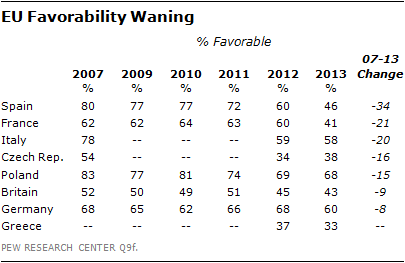 EU Favorability Waning
% Favorable
2007 2009 2010 2011 2012 2013 07-13 Change
% % % % % %
Spain 80 77 77 72 60 46 -34
France 62 62 64 63 60 41 -21
Italy 78 -- -- -- 59 58 -20
Czech Rep. 54 -- -- -- 34 38 -16
Poland 83 77 81 74 69 68 -15
Britain 52 50 49 51 45 43 -9
Germany 68 65 62 66 68 60 -8
Greece -- -- -- -- 37 33 --
PEW RESEARCH CENTER Q9f.